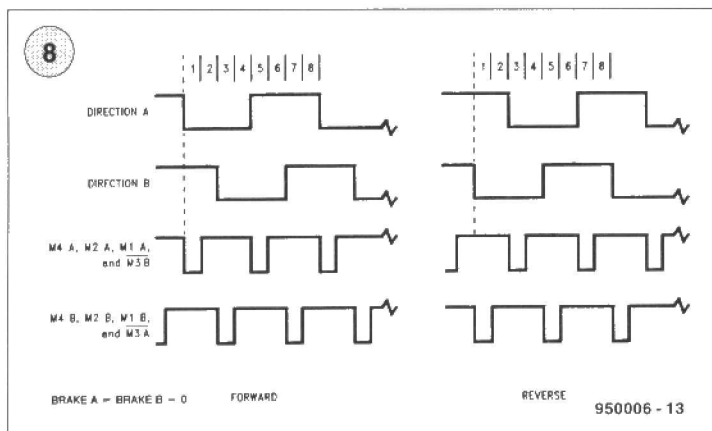 8
1 2 3 4 5 6 7 8
1 2 3 4 5 6 7 8
DIRECTION A
DIRFCTION B
M4 A, M2 A, M1 A,
and M3 B
M4 B, M2 B, M1 B,
and M3 A
BRAKE A = BRAKE B - 0
FORWARD
REVERSE
950006 - 13